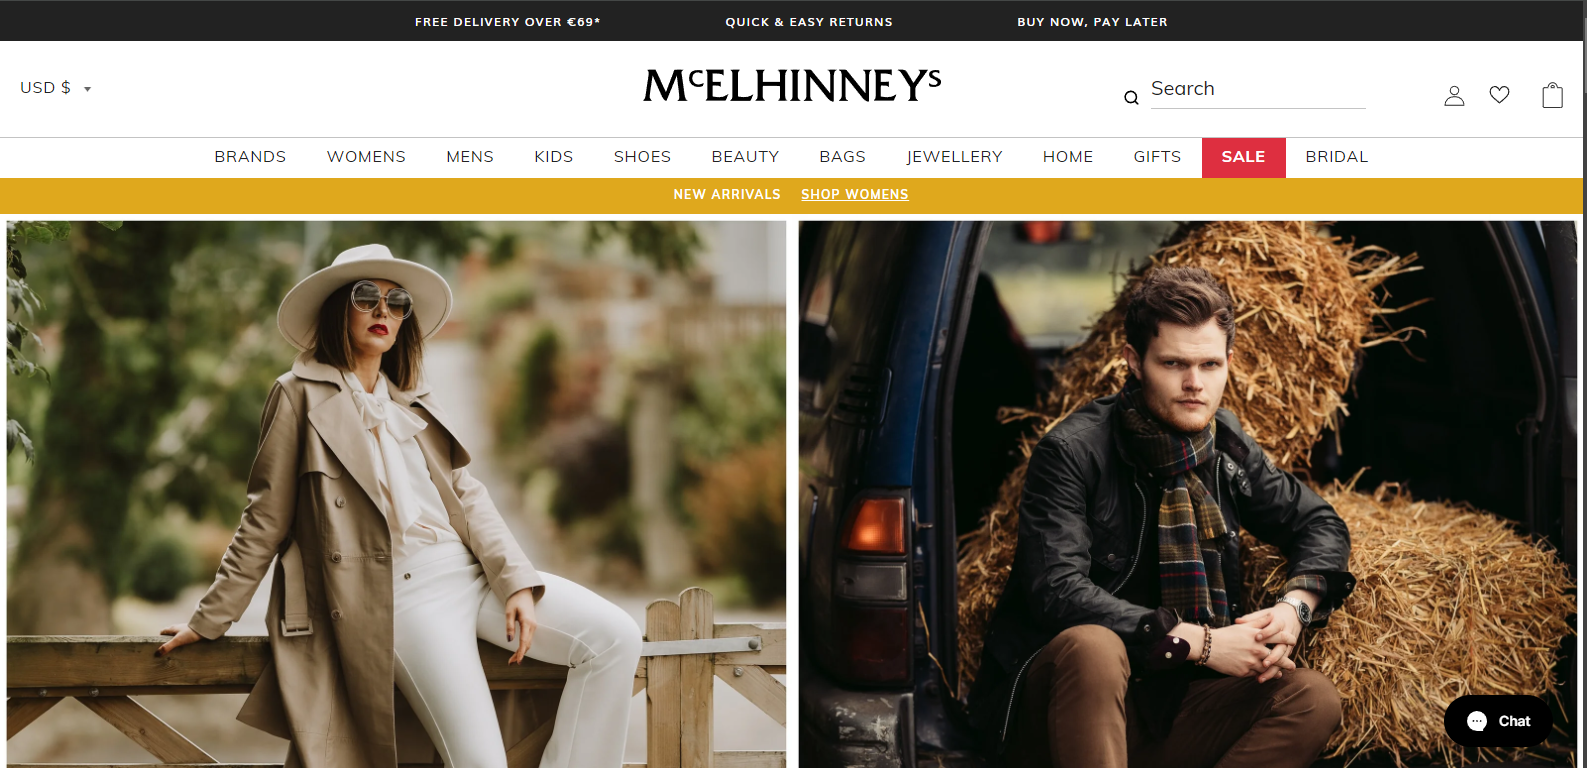 FREE DELIVERY OVER €69* QUICK & EASY RETURNS BUY NOW, PAY LATER
USD $
McELHINNEYs
Search
BRANDS WOMENS MENS KIDS SHOES BEAUTY BAGS JEWELLERY HOME GIFTS SALE BRIDAL
NEW ARRIVALS SHOP WOMENS
Chat